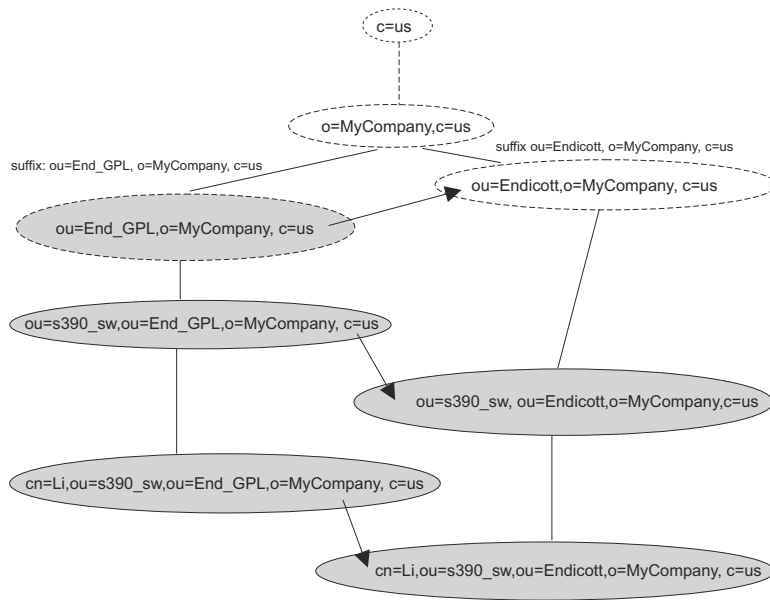 c=us
o=MyCompany,c=us
suffix ou=Endicott, o=MyCompany, c=us
suffix: ou=End_GPL, o=MyCompany, c=us
ou=Endicott,o=MyCompany, c=us
ou=End_GPL,o=MyCompany, c=us
ou=s390_sw,ou=End_GPL,o=MyCompany, c=us
ou=s390_sw, ou=Endicott,o=MyCompany,c=us
cn=Li,ou=s390_sw,ou=End_GPL,o=MyCompany, c=us
cn=Li,ou=s390_sw,ou=Endicott,o=MyCompany, c=us